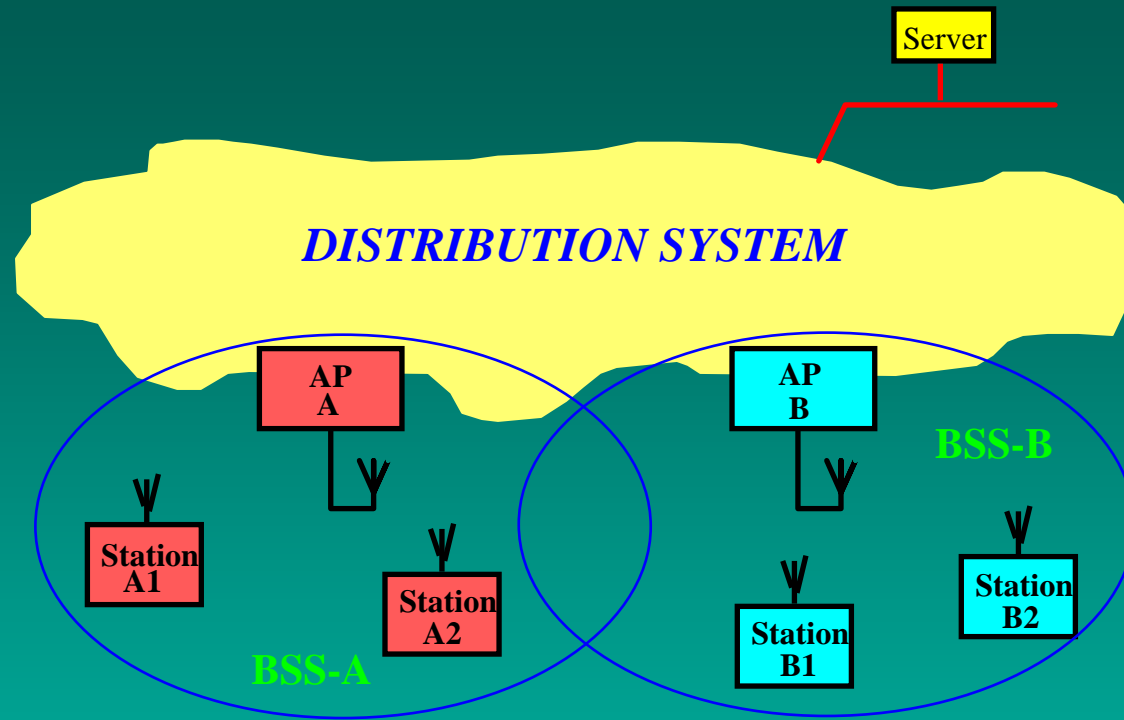 Server
DISTRIBUTION SYSTEM
AP
A
AP
B
BSS-B
Station
A1
Station
A2
Station
B1
Station
B2
BSS-A